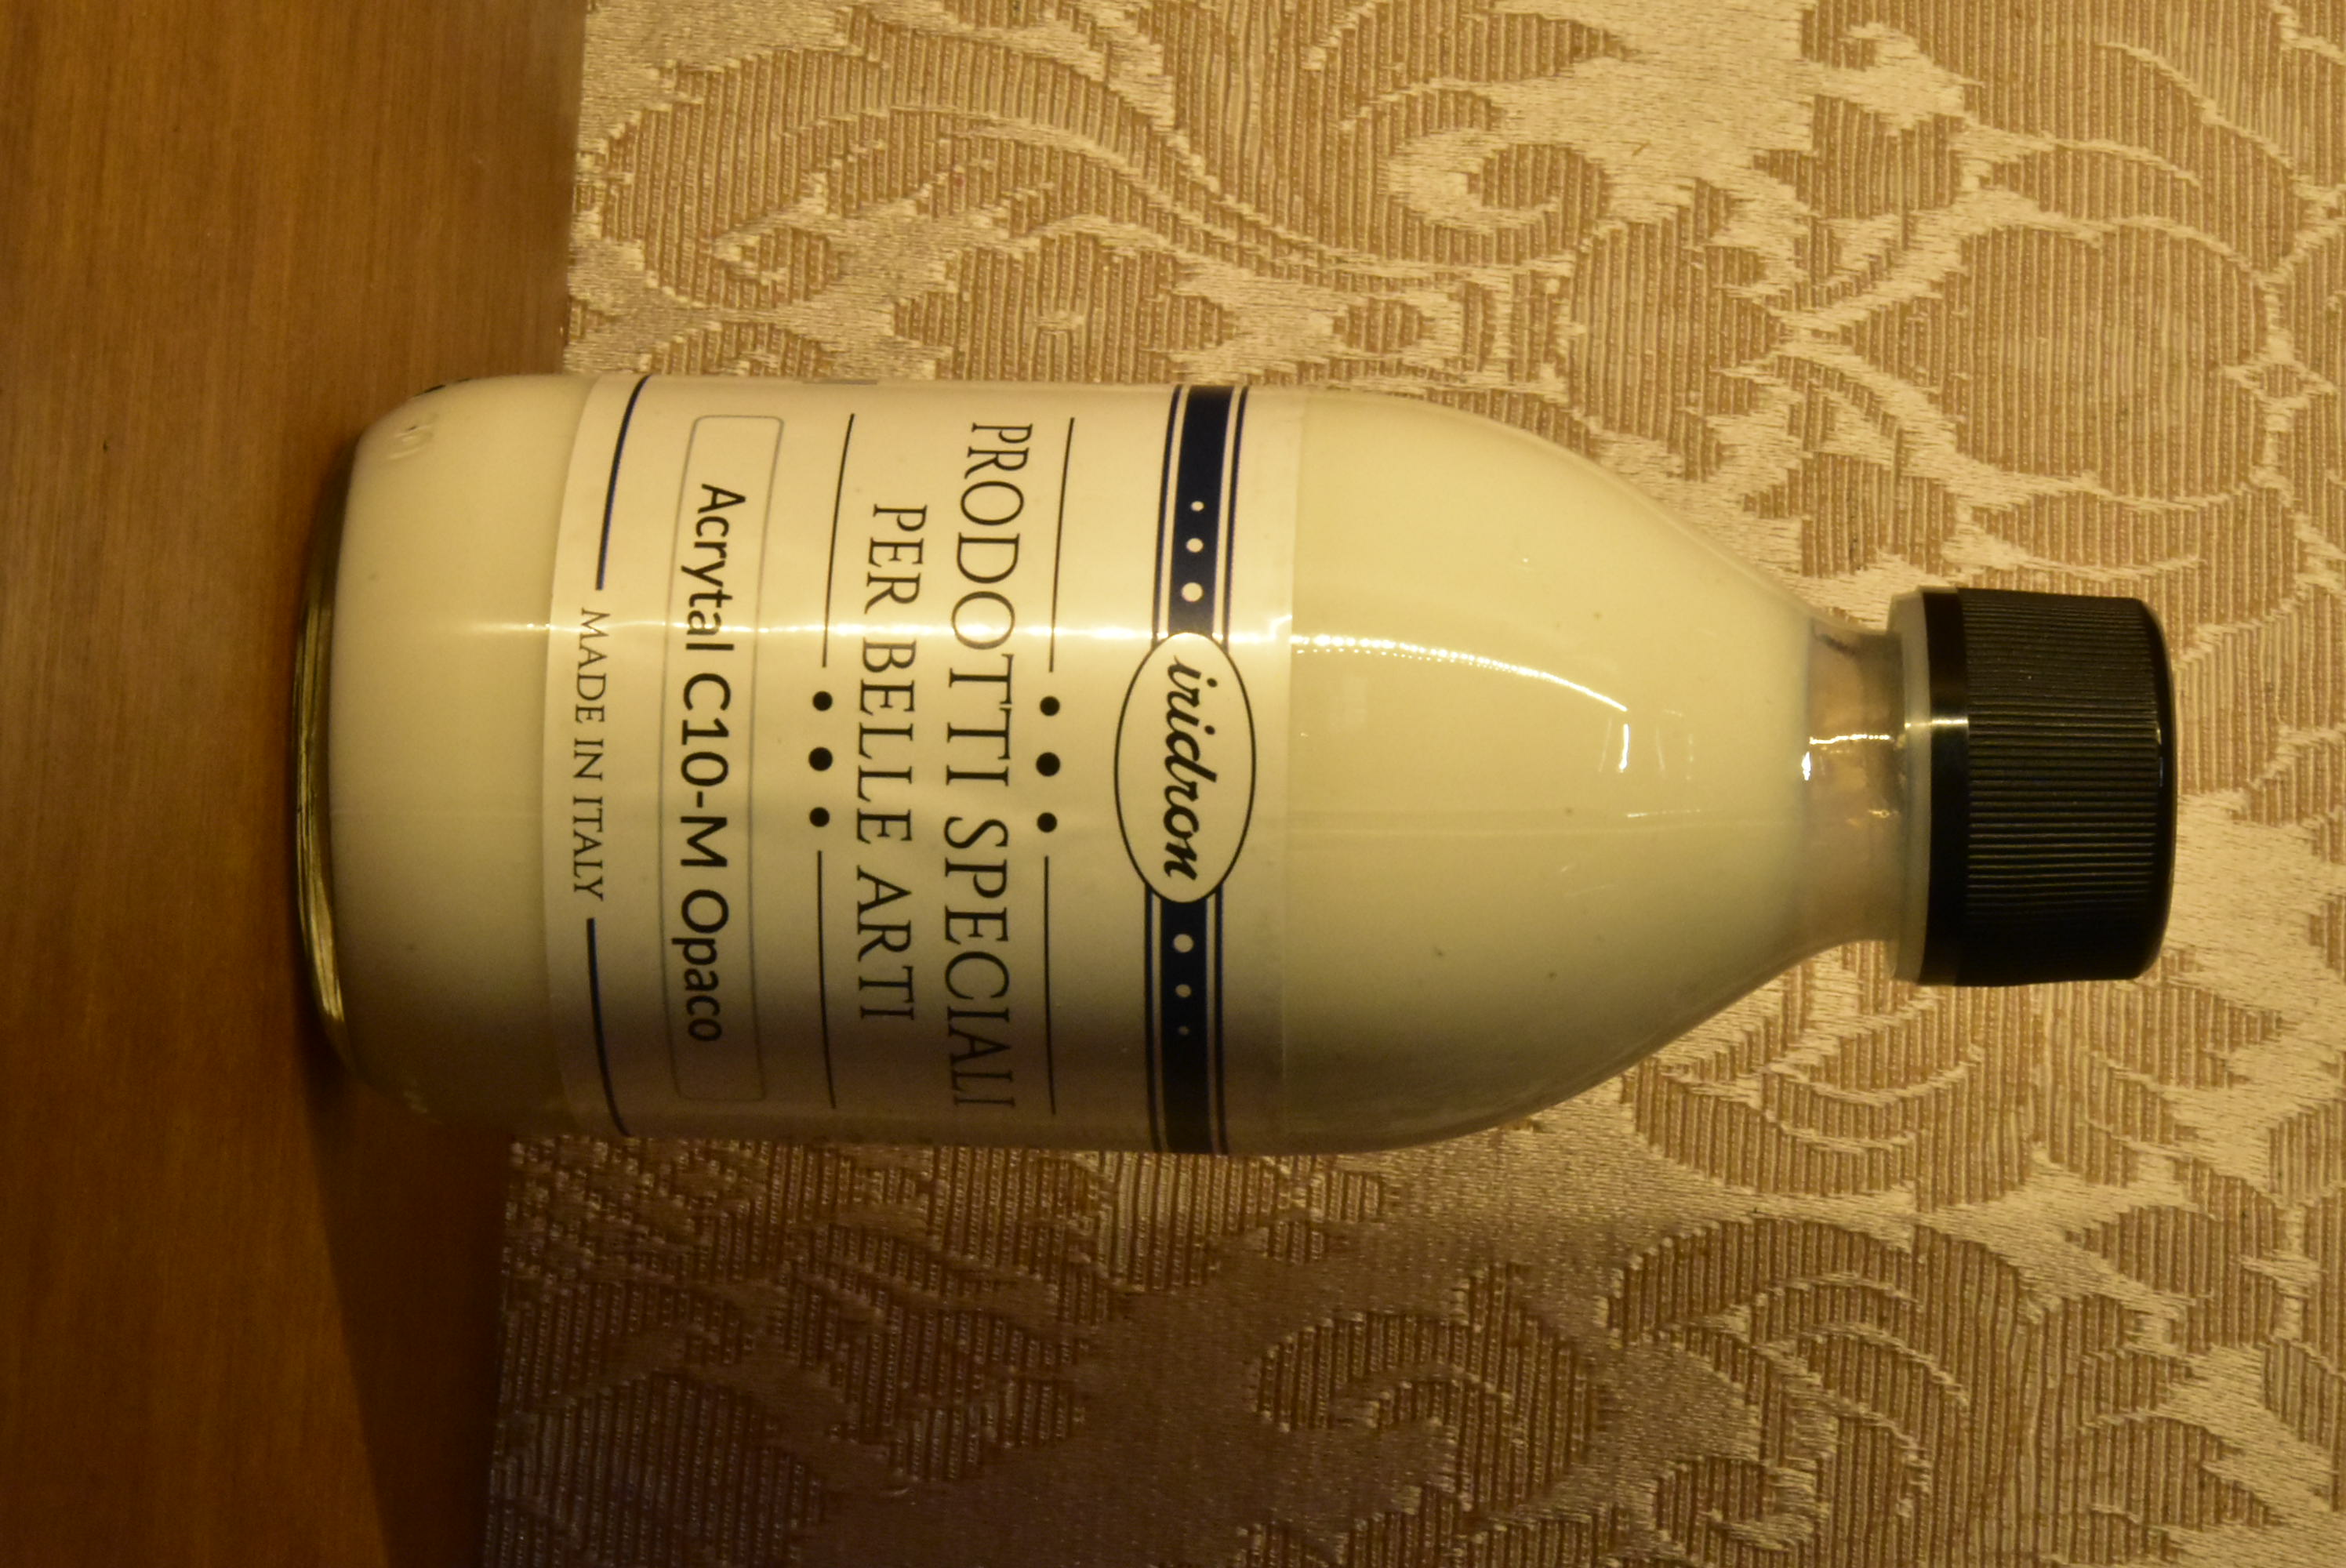 iridron
PRODOTTI SPECIALI
PER BELLE ARTI
Acrytal C10-M Opaco
MADE IN ITALY